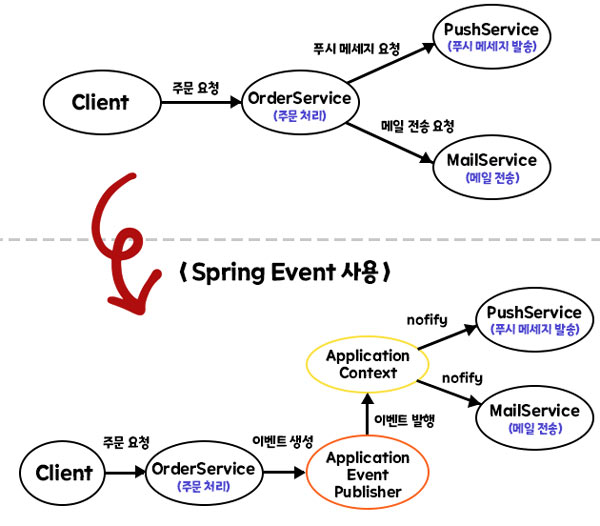 PushService
(푸시 메세지 발송)
푸시 메세지 요청
주문 요청
Client
OrderService
(주문 처리)
메일 전송 요청
MailService
(메일 전송)
( Spring Event 사용 )
PushService
(푸시 메세지 발송)
nofify
Application
Context
nofify
MailService
(메일 전송)
이벤트 발행
주문 요청
이벤트 생성
Client
OrderService
(주문 처리)
Application
Event
Publisher